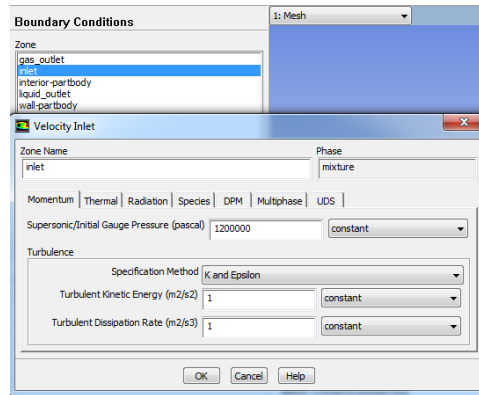 Boundary Conditions
1: Mesh
Zone
gas_outlet
inlet
interior-partbody
liquid_outlet
wall-partbody
Velocity Inlet
Zone Name
Phase
inlet
mixture
Momentum Thermal Radiation Species DPM Multiphase UDS
Supersonic/Initial Gauge Pressure (pascal) 1200000 constant
Turbulence
Specification Method K and Epsilon
Turbulent Kinetic Energy (m2/s2) 1 constant
Turbulent Dissipation Rate (m2/s3) 1 constant
OK Cancel Help